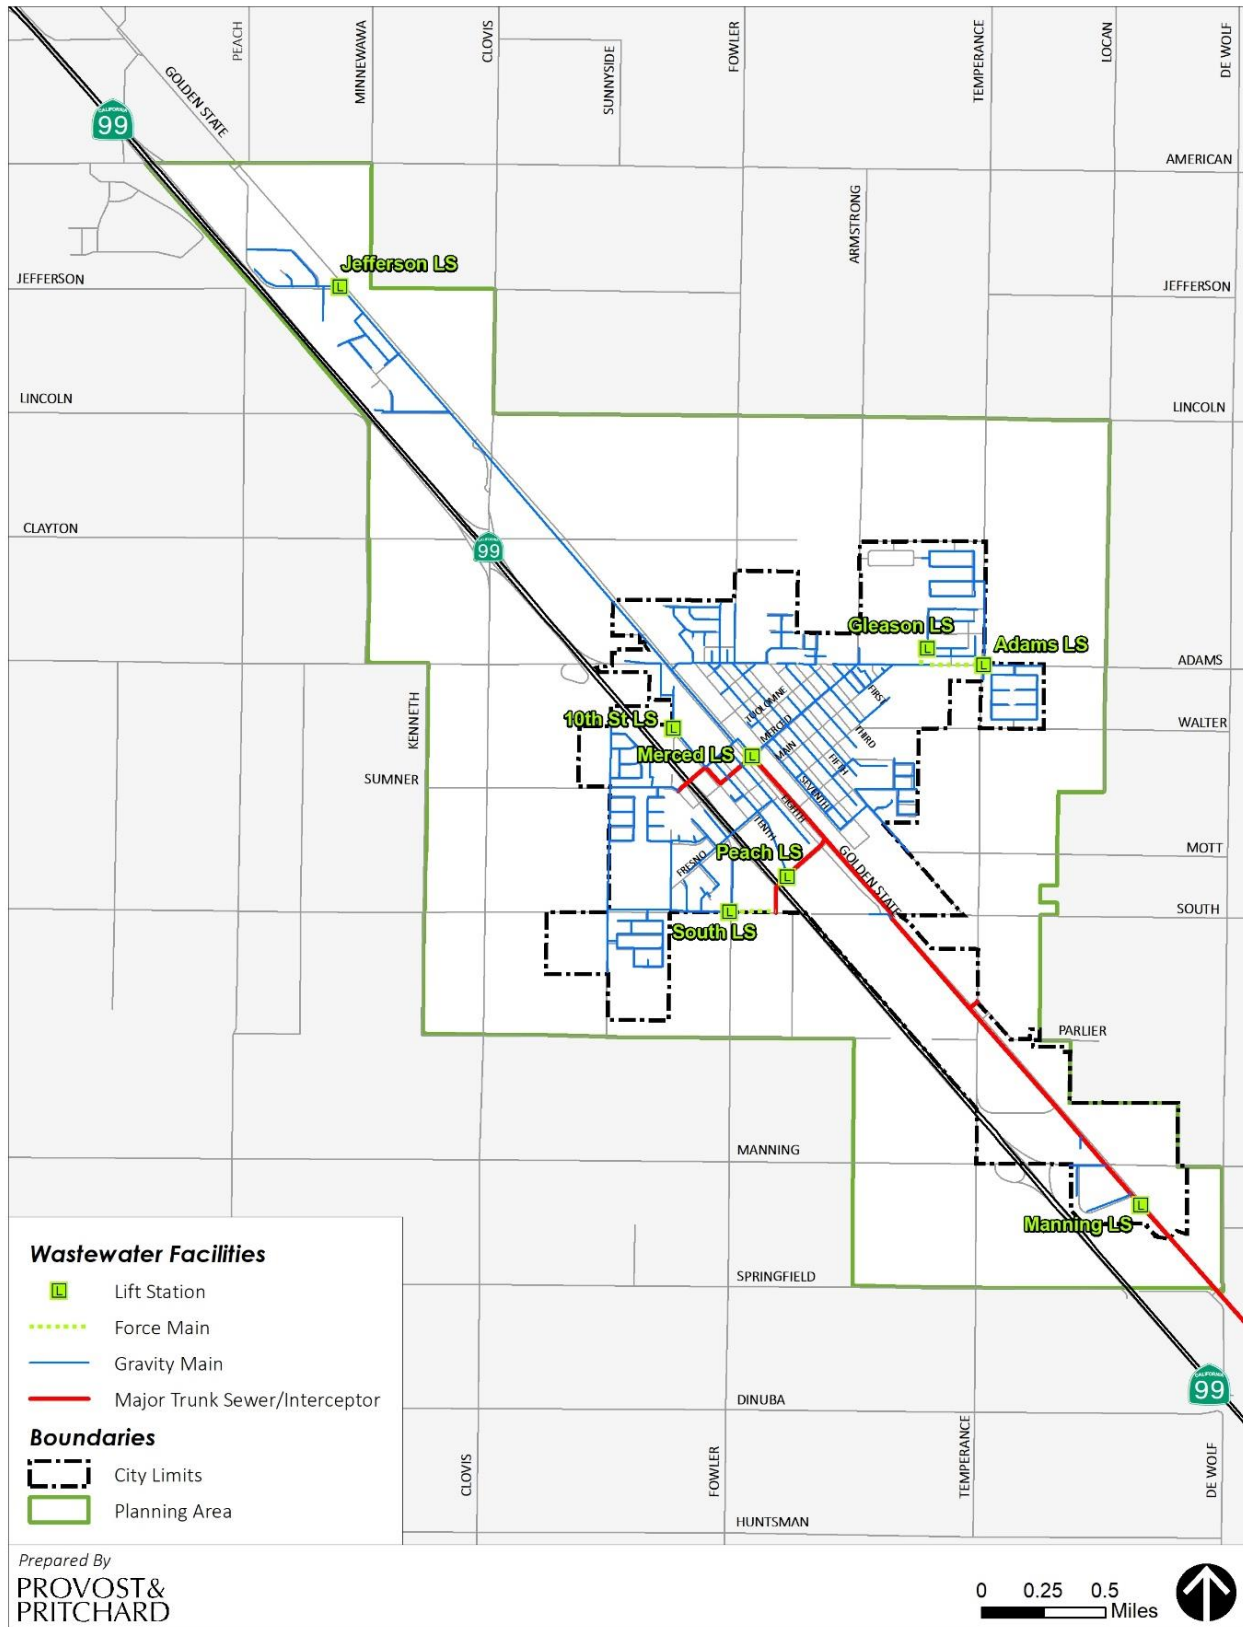 PEACH
MINNEWAWA
CLOVIS
SUNNYSIDE
FOWLER
TEMPERANCE
LOCAN
DE WOLF
GOLDEN STATE
CALIFORNIA
99
AMERICAN
ARMSTRONG
Jefferson LS
JEFFERSON
JEFFERSON
LINCOLN
LINCOLN
CLAYTON
CALIFORNIA
99
Gleason LS
Adams LS
ADAMS
TUOLOMNE
FIRST
KENNETH
10th St LS
MERCED
THIRD
WALTER
Merced LS
MAIN
FIFTH
SUMNER
SEVENTH
EIGHTH
TENTH
Peach LS
FRESNO
GOLDEN STATE
MOTT
SOUTH
South LS
PARLIER
MANNING
Manning LS
SPRINGFIELD
Wastewater Facilities
L Lift Station
Force Main
Gravity Main
Major Trunk Sewer/Interceptor
Boundaries
City Limits
Planning Area
CALIFORNIA
99
DINUBA
CLOVIS
FOWLER
TEMPERANCE
DE WOLF
HUNTSMAN
Prepared By
PROVOST&
PRITCHARD
0 0.25 0.5
Miles